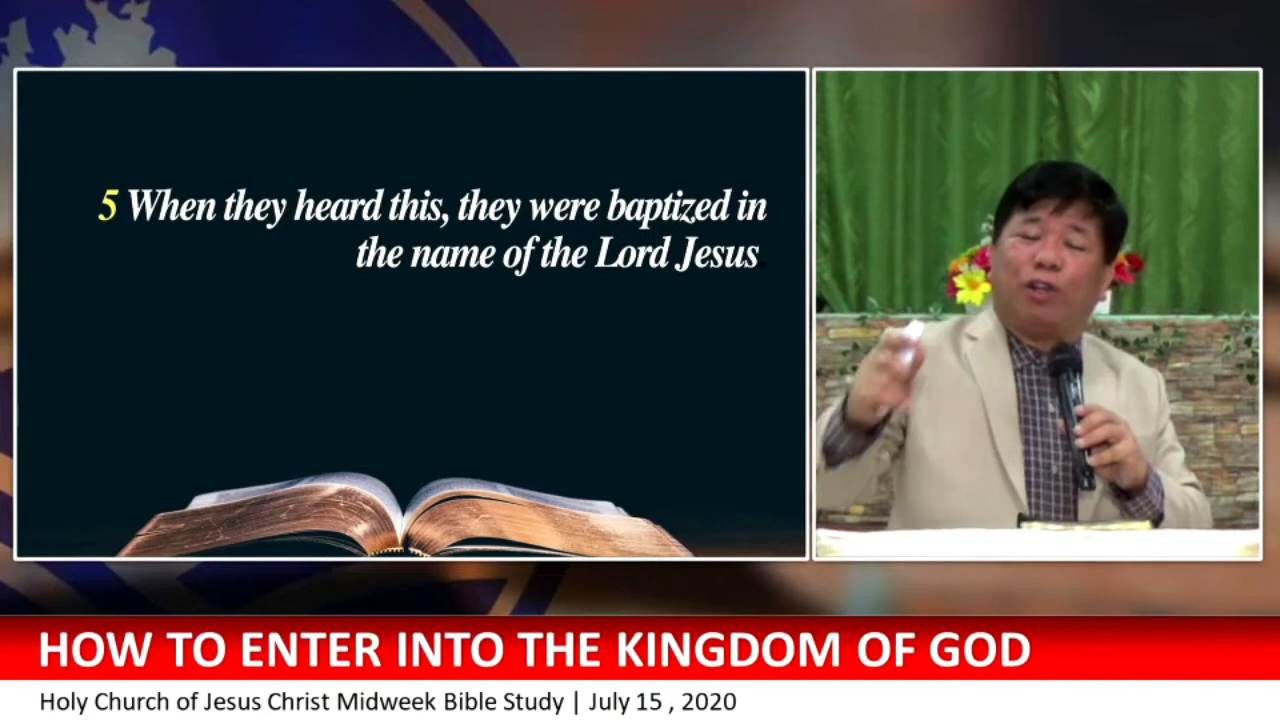 5 When they heard this, they were baptized in
the name of the Lord Jesus.
HOW TO ENTER INTO THE KINGDOM OF GOD
Holy Church of Jesus Christ Midweek Bible Study | July 15 , 2020